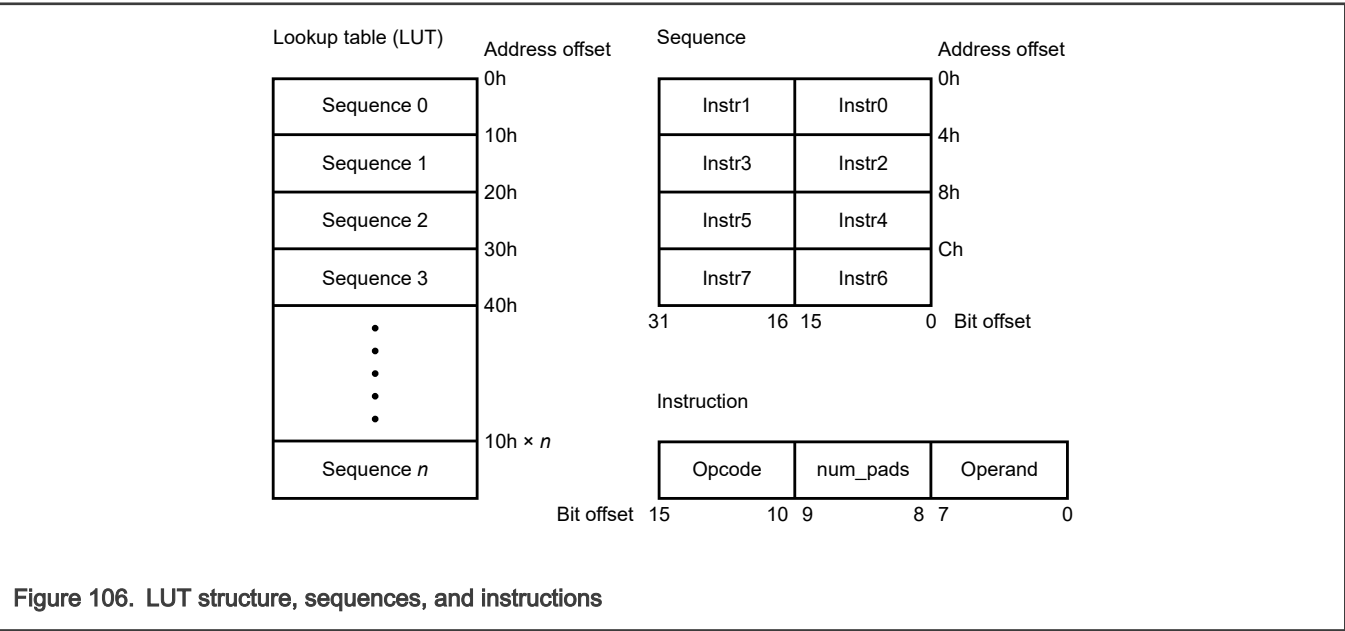 Lookup table (LUT)
Address offset
0h
Sequence 0
10h
Sequence 1
20h
Sequence 2
30h
Sequence 3
40h
10h × n
Sequence n
Sequence
Address offset
0h
Instr1 Instr0
4h
Instr3 Instr2
8h
Instr5 Instr4
Ch
Instr7 Instr6
31 16 15 0 Bit offset
Instruction
Opcode num_pads Operand
Bit offset 15 10 9 8 7 0
Figure 106. LUT structure, sequences, and instructions